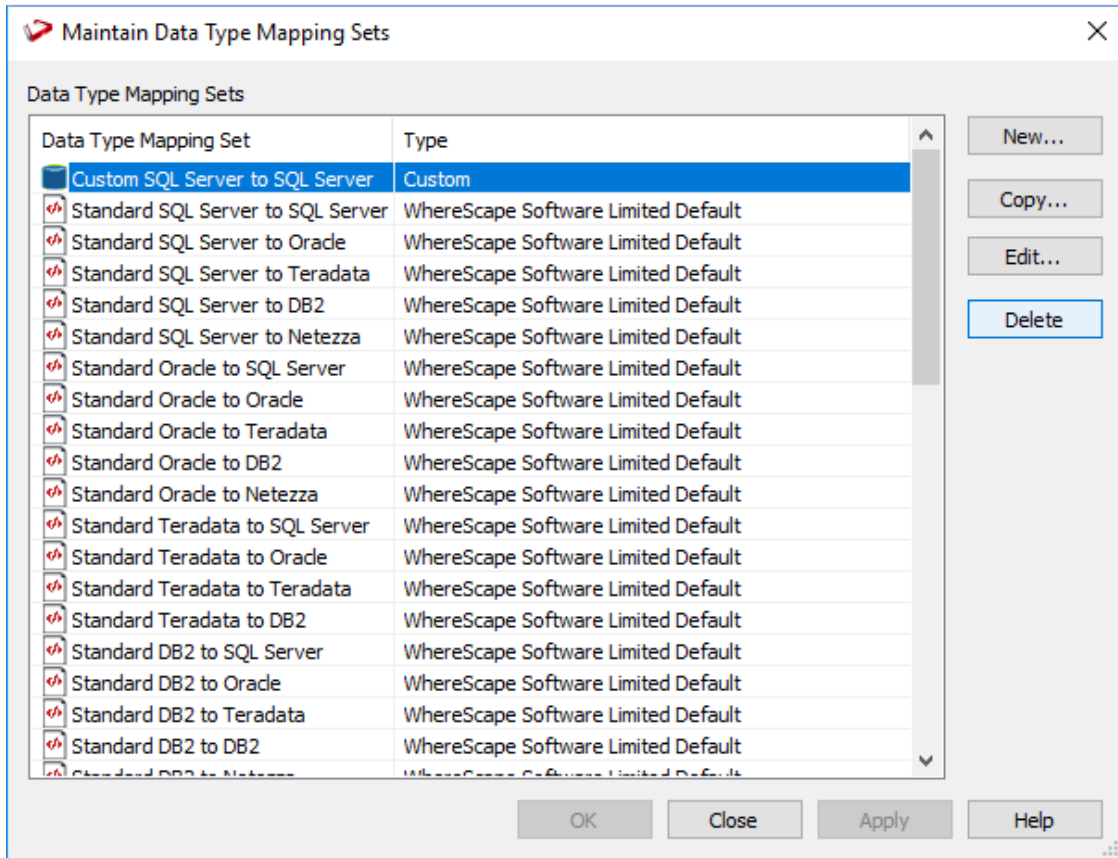 Maintain Data Type Mapping Sets
Data Type Mapping Sets
Data Type Mapping Set Type
Custom SQL Server to SQL Server Custom
Standard SQL Server to SQL Server WhereScape Software Limited Default
Standard SQL Server to Oracle WhereScape Software Limited Default
Standard SQL Server to Teradata WhereScape Software Limited Default
Standard SQL Server to DB2 WhereScape Software Limited Default
Standard SQL Server to Netezza WhereScape Software Limited Default
Standard Oracle to SQL Server WhereScape Software Limited Default
Standard Oracle to Oracle WhereScape Software Limited Default
Standard Oracle to Teradata WhereScape Software Limited Default
Standard Oracle to DB2 WhereScape Software Limited Default
Standard Oracle to Netezza WhereScape Software Limited Default
Standard Teradata to SQL Server WhereScape Software Limited Default
Standard Teradata to Oracle WhereScape Software Limited Default
Standard Teradata to Teradata WhereScape Software Limited Default
Standard Teradata to DB2 WhereScape Software Limited Default
Standard DB2 to SQL Server WhereScape Software Limited Default
Standard DB2 to Oracle WhereScape Software Limited Default
Standard DB2 to Teradata WhereScape Software Limited Default
Standard DB2 to DB2 WhereScape Software Limited Default
Standard DB2 to Netezza WhereScape Software Limited Default
New...
Copy...
Edit...
Delete
OK Close Apply Help